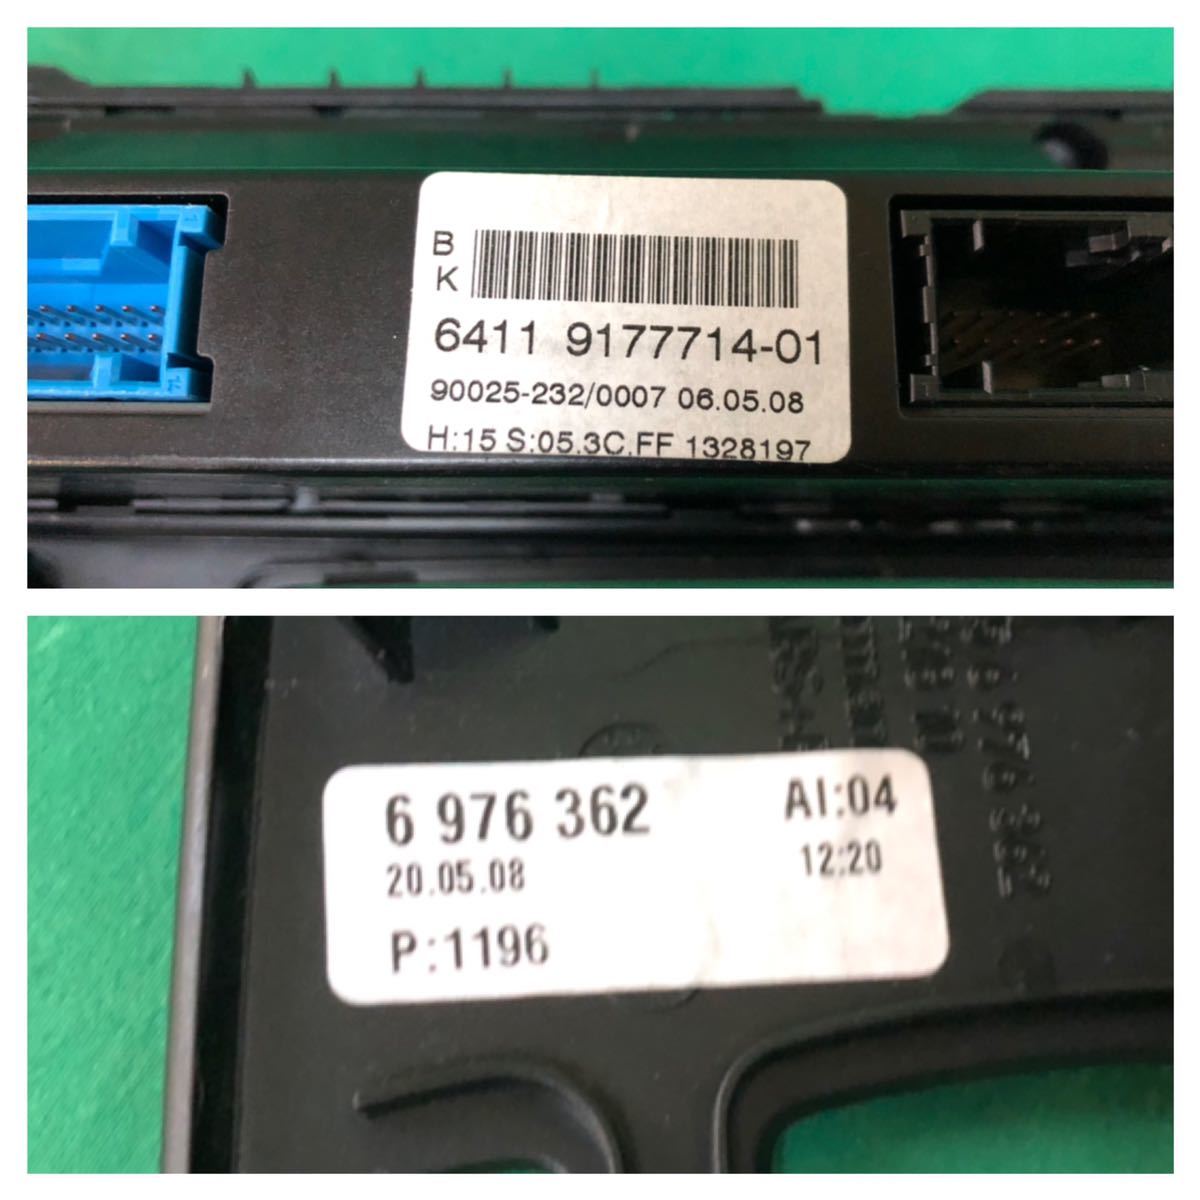 B
K
6411 9177714-01
90025-232/0007 06.05.08
H:15 S:05.3C.FF 1328197
6 976 362
AI:04
20.05.08
12:20
P:1196